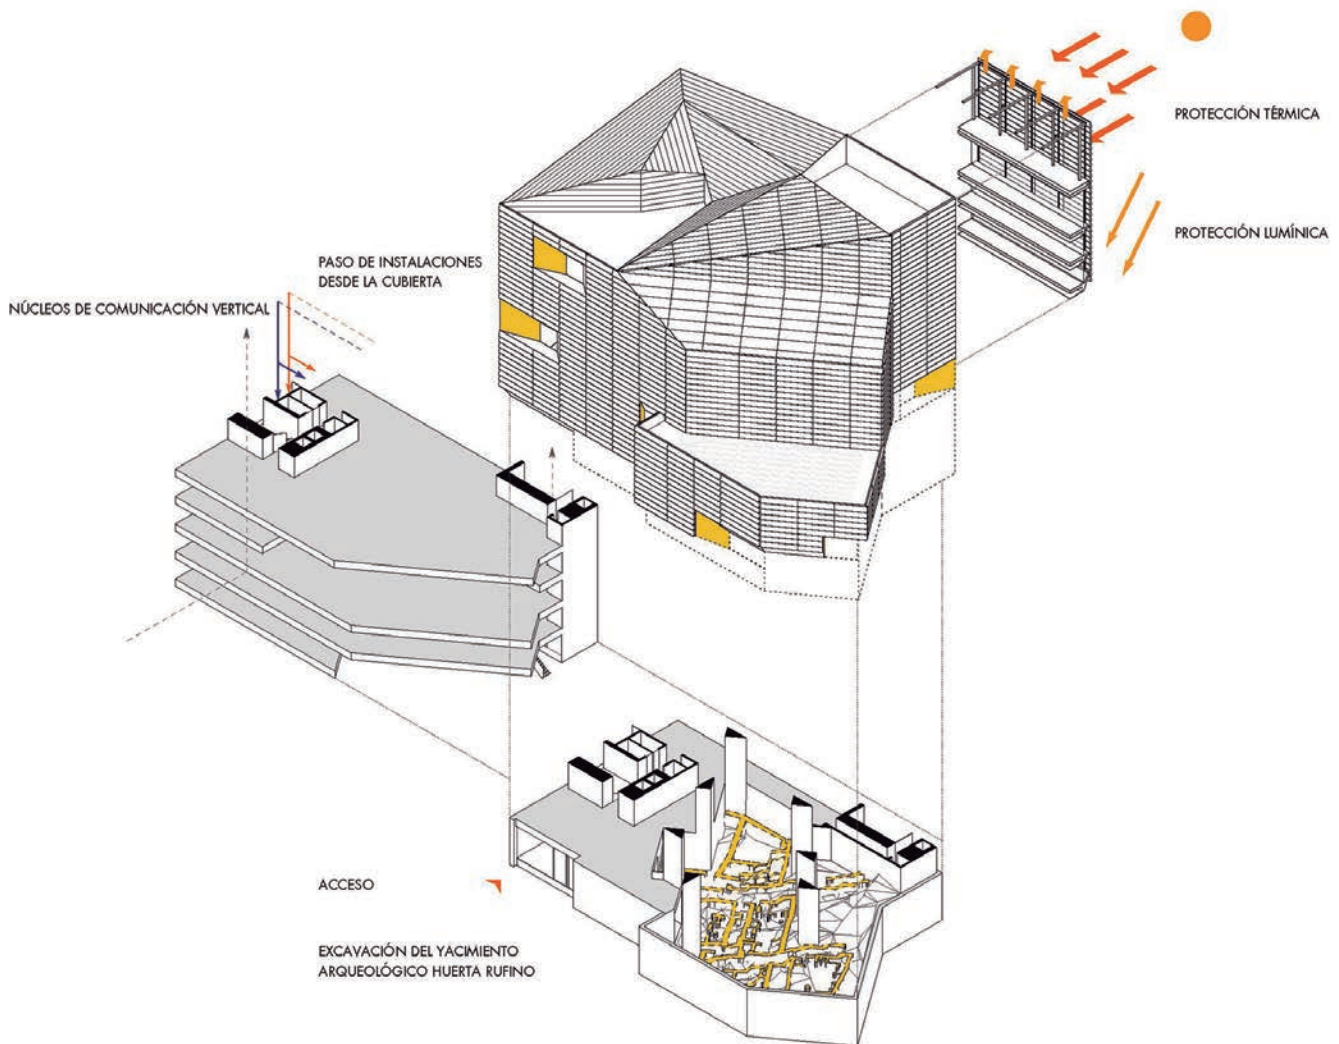 PROTECCIÓN TÉRMICA
PROTECCIÓN LUMÍNICA
PASO DE INSTALACIONES
DESDE LA CUBIERTA
NÚCLEOS DE COMUNICACIÓN VERTICAL
ACCESO
EXCAVACIÓN DEL YACIMIENTO
ARQUEOLÓGICO HUERTA RUFINO